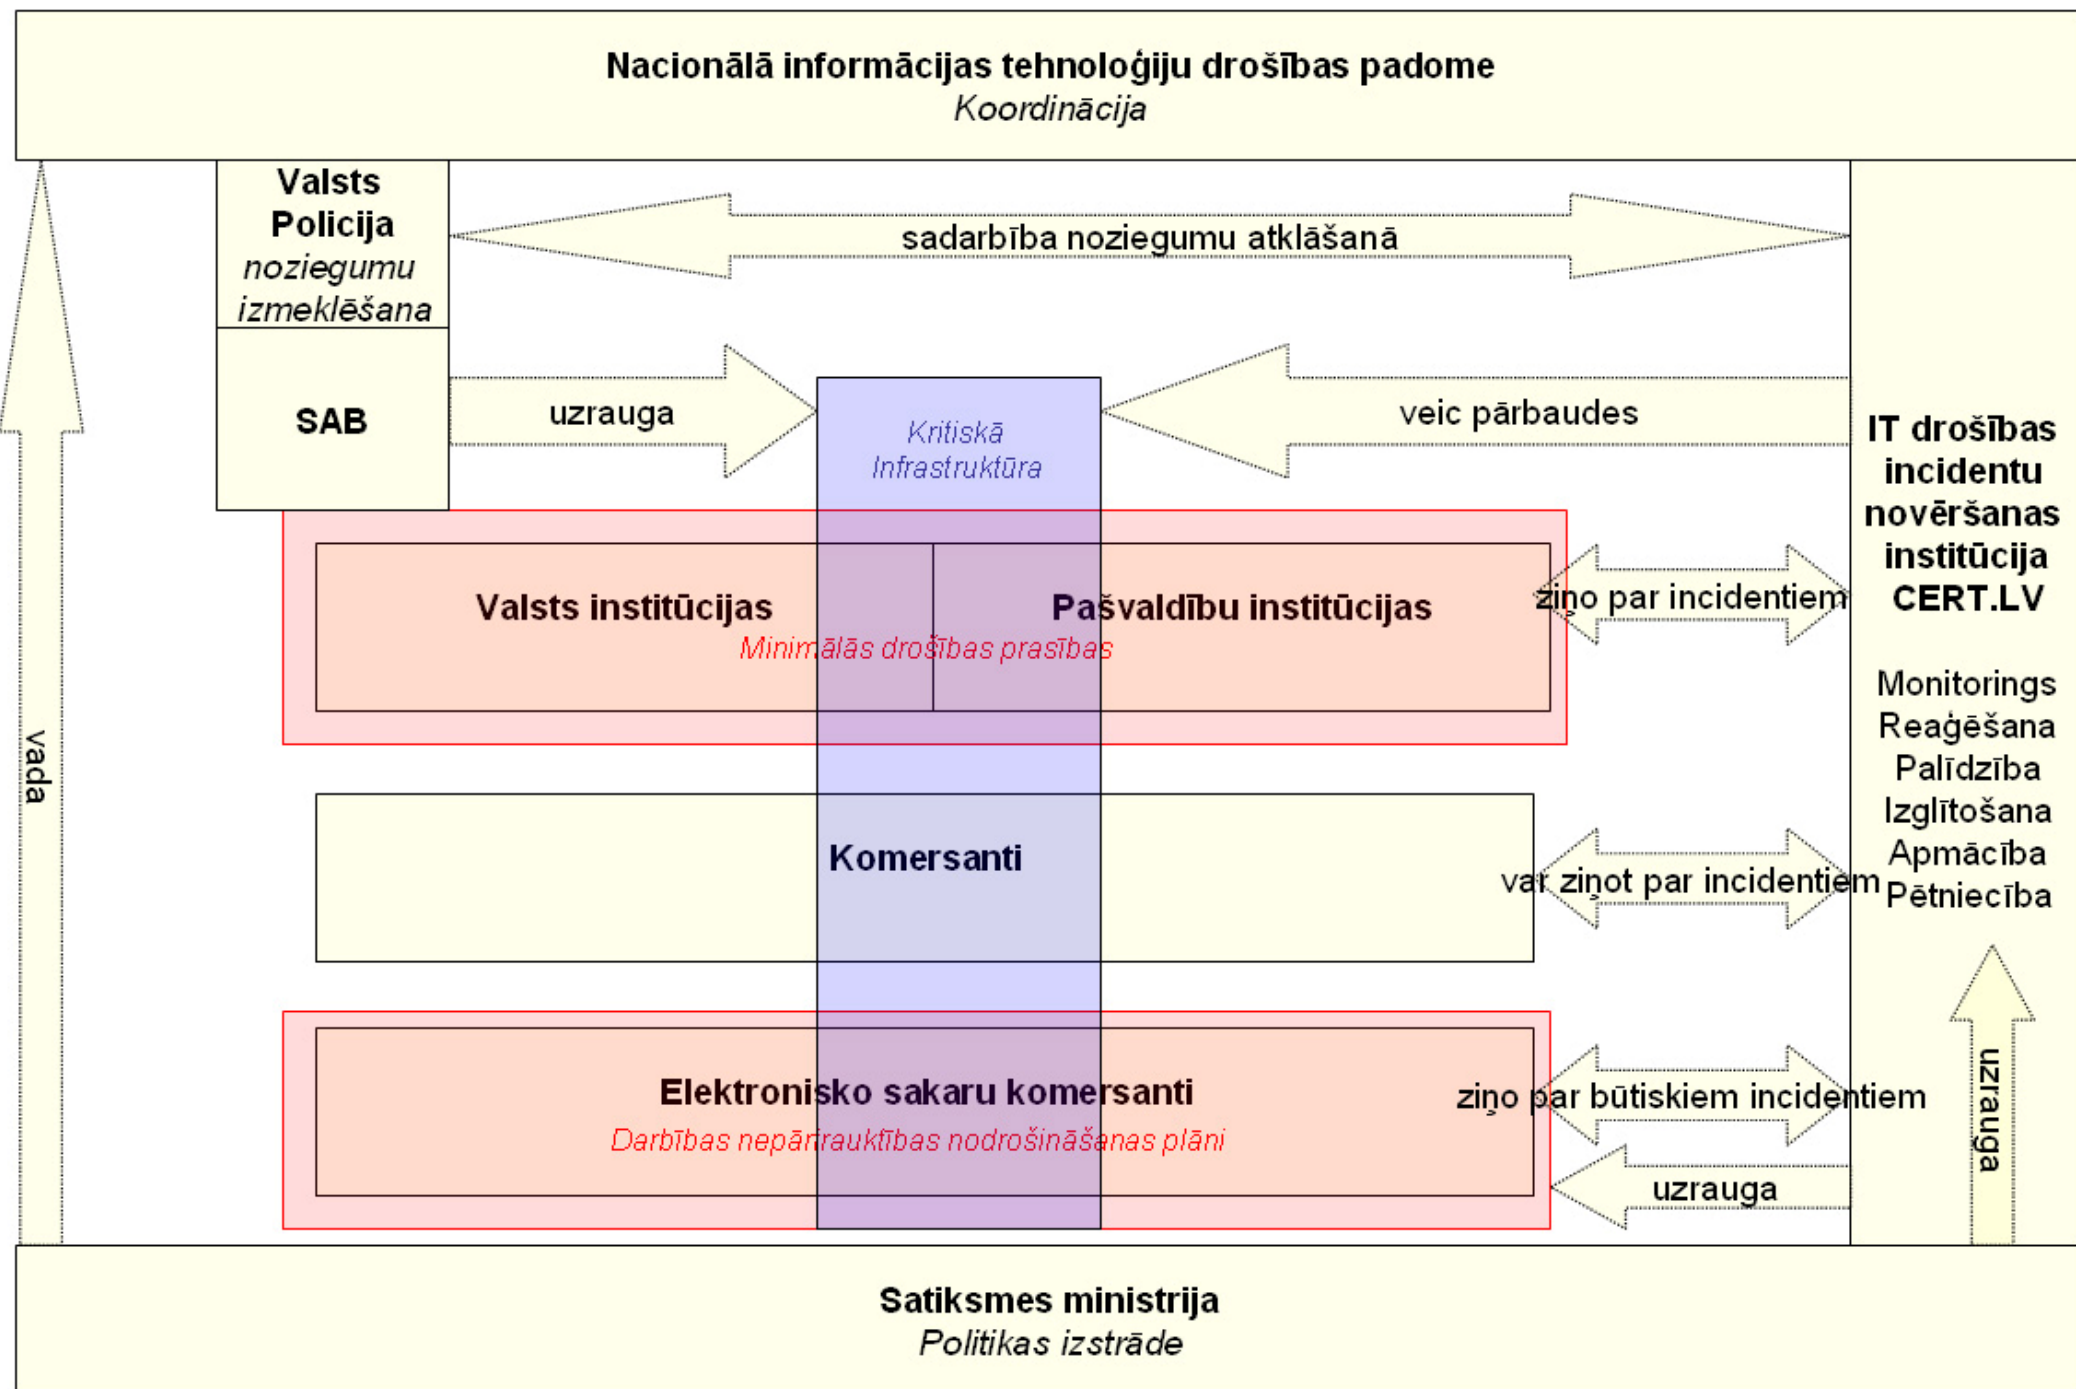 Nacionālā informācijas tehnoloģiju drošības padome
Koordinācija
Valsts
Policija
noziegumu
izmeklēšana
sadarbība noziegumu atklāšanā
SAB
uzrauga
Kritiskā
Infrastruktūra
veic pārbaudes
IT drošības
incidentu
novēršanas
institūcija
CERT.LV
Monitorings
Reaģēšana
Palīdzība
Izglītošana
Apmācība
Pētniecība
Valsts institūcijas
Pašvaldību institūcijas
Minimālās drošības prasības
ziņo par incidentiem
vada
Komersanti
var ziņot par incidentiem
Elektronisko sakaru komersanti
Darbības nepārtrauktības nodrošināšanas plāni
ziņo par būtiskiem incidentiem
uzrauga
uzrauga
Satiksmes ministrija
Politikas izstrāde